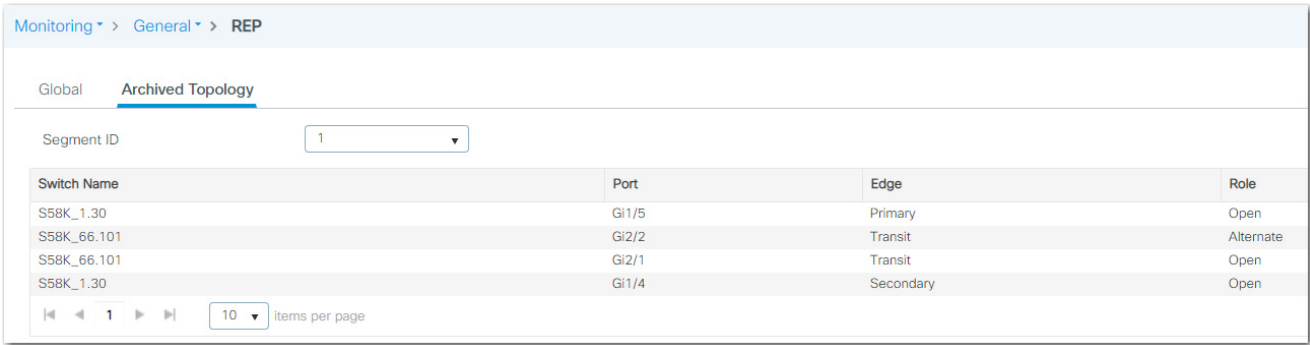 Monitoring > General > REP
Global Archived Topology
Segment ID 1
Switch Name Port Edge Role
S58K_1.30 Gi1/5 Primary Open
S58K_66.101 Gi2/2 Transit Alternate
S58K_66.101 Gi2/1 Transit Open
S58K_1.30 Gi1/4 Secondary Open
1 10 items per page